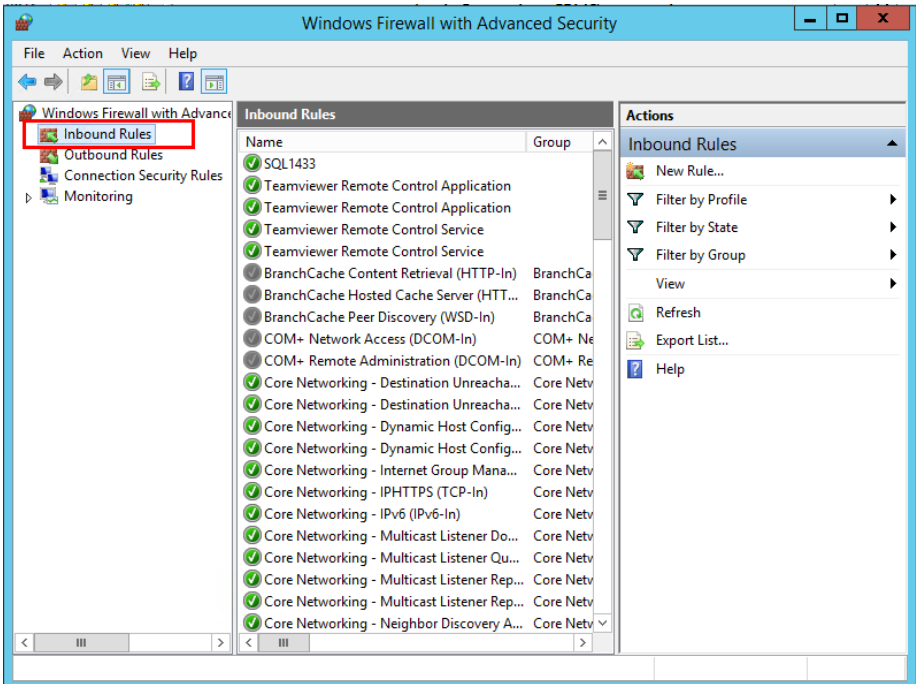 Windows Firewall with Advanced Security
File Action View Help
Windows Firewall with Advance
Inbound Rules
Outbound Rules
Connection Security Rules
Monitoring
Inbound Rules
Name Group
SQL1433
Teamviewer Remote Control Application
Teamviewer Remote Control Application
Teamviewer Remote Control Service
Teamviewer Remote Control Service
BranchCache Content Retrieval (HTTP-In) BranchCa
BranchCache Hosted Cache Server (HTT... BranchCa
BranchCache Peer Discovery (WSD-In) BranchCa
COM+ Network Access (DCOM-In) COM+ Ne
COM+ Remote Administration (DCOM-In) COM+ Re
Core Networking - Destination Unreacha... Core Netv
Core Networking - Destination Unreacha... Core Netv
Core Networking - Dynamic Host Config... Core Netv
Core Networking - Dynamic Host Config... Core Netv
Core Networking - Internet Group Mana... Core Netv
Core Networking - IPHTTPS (TCP-In) Core Netv
Core Networking - IPv6 (IPv6-In) Core Netv
Core Networking - Multicast Listener Do... Core Netv
Core Networking - Multicast Listener Qu... Core Netv
Core Networking - Multicast Listener Rep... Core Netv
Core Networking - Multicast Listener Rep... Core Netv
Core Networking - Neighbor Discovery A... Core Netv
Actions
Inbound Rules
New Rule...
Filter by Profile
Filter by State
Filter by Group
View
Refresh
Export List...
Help